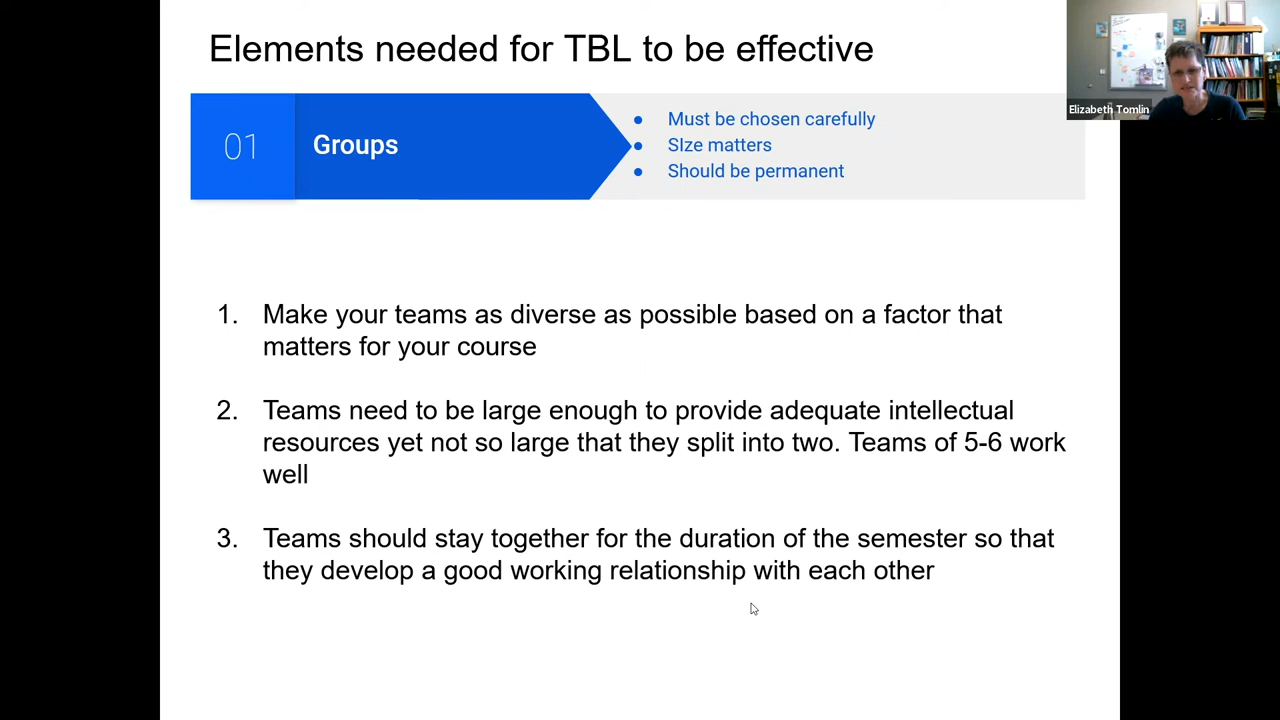 Elements needed for TBL to be effective
01
Groups
● Must be chosen carefully
● SIze matters
● Should be permanent
Elizabeth Tomlin
1. Make your teams as diverse as possible based on a factor that
matters for your course
2. Teams need to be large enough to provide adequate intellectual
resources yet not so large that they split into two. Teams of 5-6 work
well
3. Teams should stay together for the duration of the semester so that
they develop a good working relationship with each other